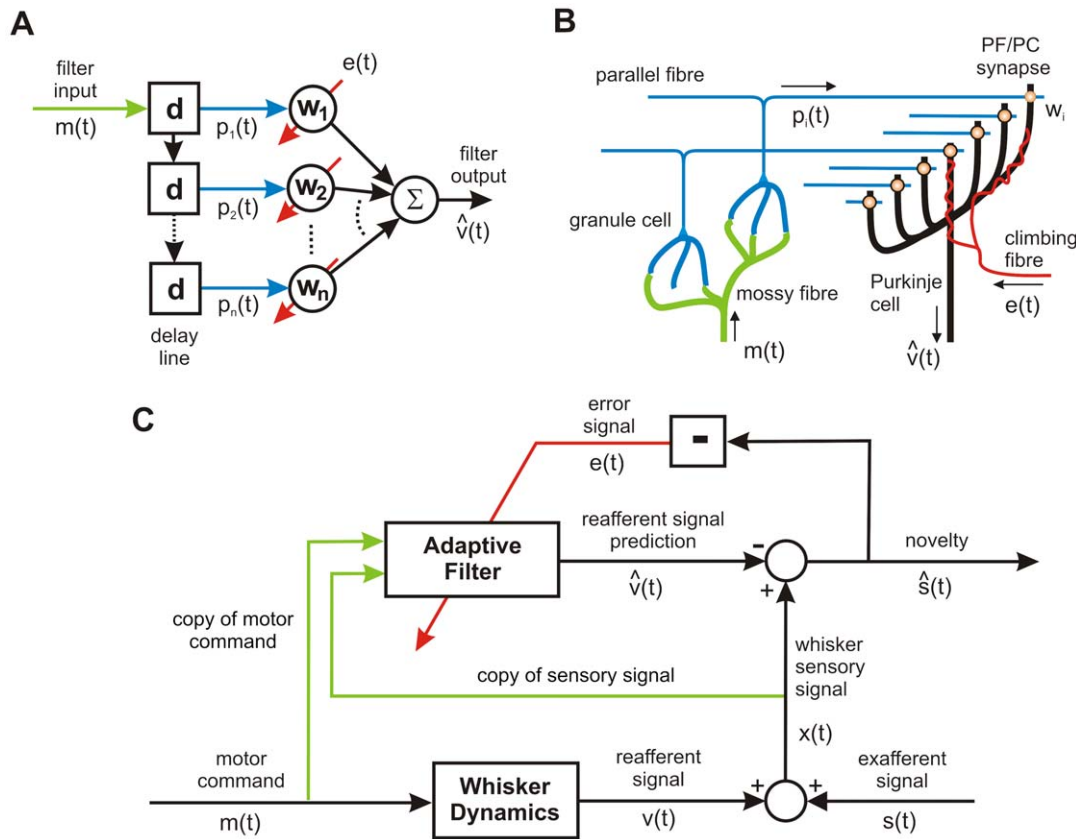 A
filter
input
m(t)
d
d
d
delay
line
p₁(t)
p₂(t)
pₙ(t)
e(t)
w₁
w₂
wₙ
Σ
filter
output
v̂(t)
B
parallel fibre
pᵢ(t)
PF/PC
synapse
wᵢ
granule cell
mossy fibre
m(t)
Purkinje
cell
v̂(t)
climbing
fibre
e(t)
C
error
signal
e(t)
-
Adaptive
Filter
reafferent signal
prediction
v̂(t)
-
+
novelty
ŝ(t)
copy of motor
command
copy of sensory signal
whisker
sensory
signal
x(t)
motor
command
m(t)
Whisker
Dynamics
reafferent
signal
v(t)
+
+
exafferent
signal
s(t)